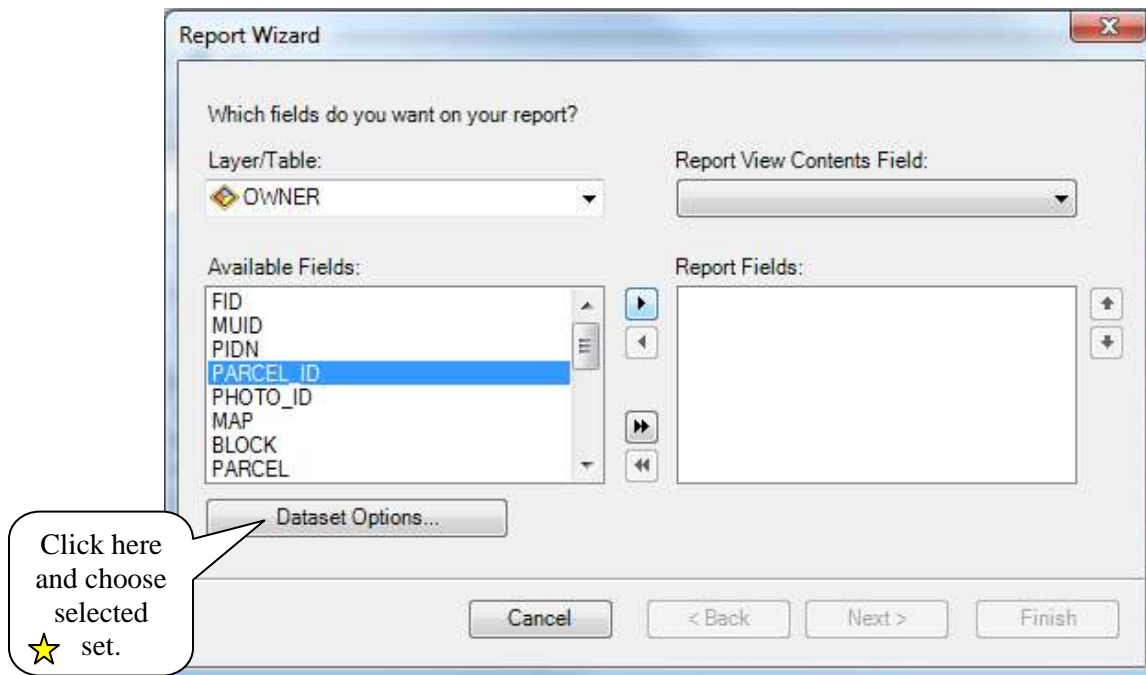 Report Wizard
Which fields do you want on your report?
Layer/Table:
OWNER
Report View Contents Field:
Available Fields:
FID
MUID
PIDN
PARCEL_ID
PHOTO_ID
MAP
BLOCK
PARCEL
Report Fields:
Dataset Options...
Click here
and choose
selected
set.
Cancel
< Back
Next >
Finish